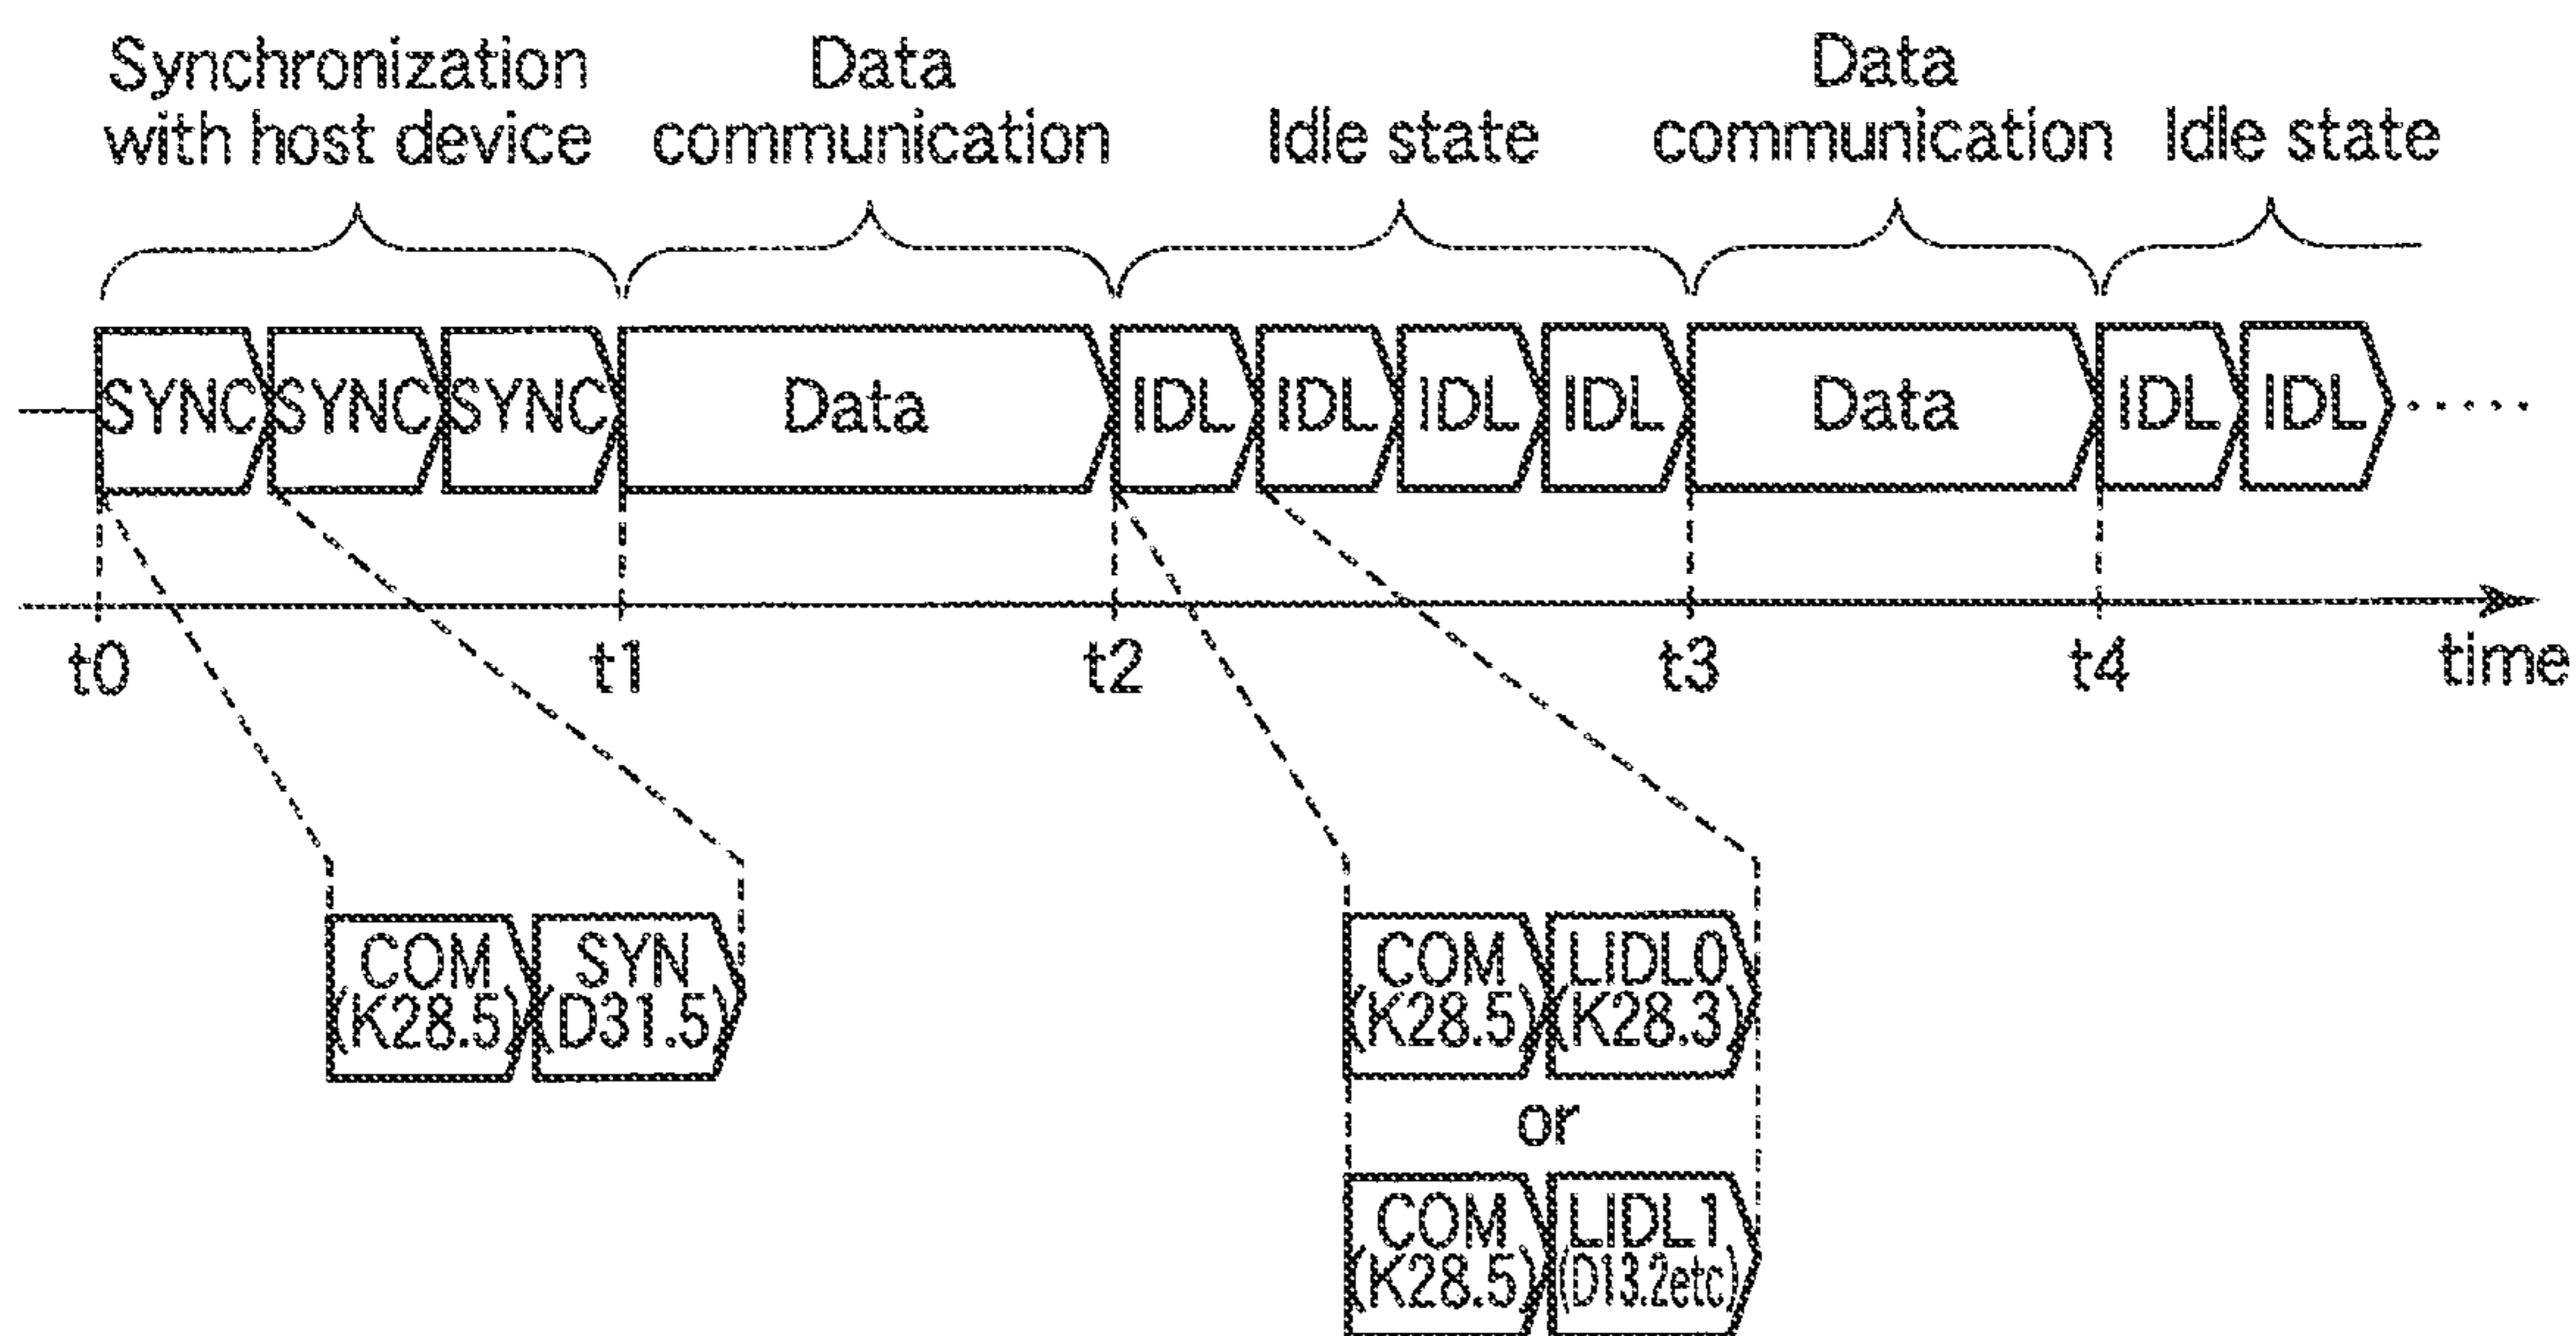 Synchronization
with host device
Data
communication
Idle state
Data
communication
Idle state
SYNC SYNC SYNC Data IDL IDL IDL IDL Data IDL IDL
t0 t1 t2 t3 t4 time
COM
(K28.5)
SYN
(D31.5)
COM
(K28.5)
LIDL0
(K28.3)
or
COM
(K28.5)
LIDL1
(D13.2etc)